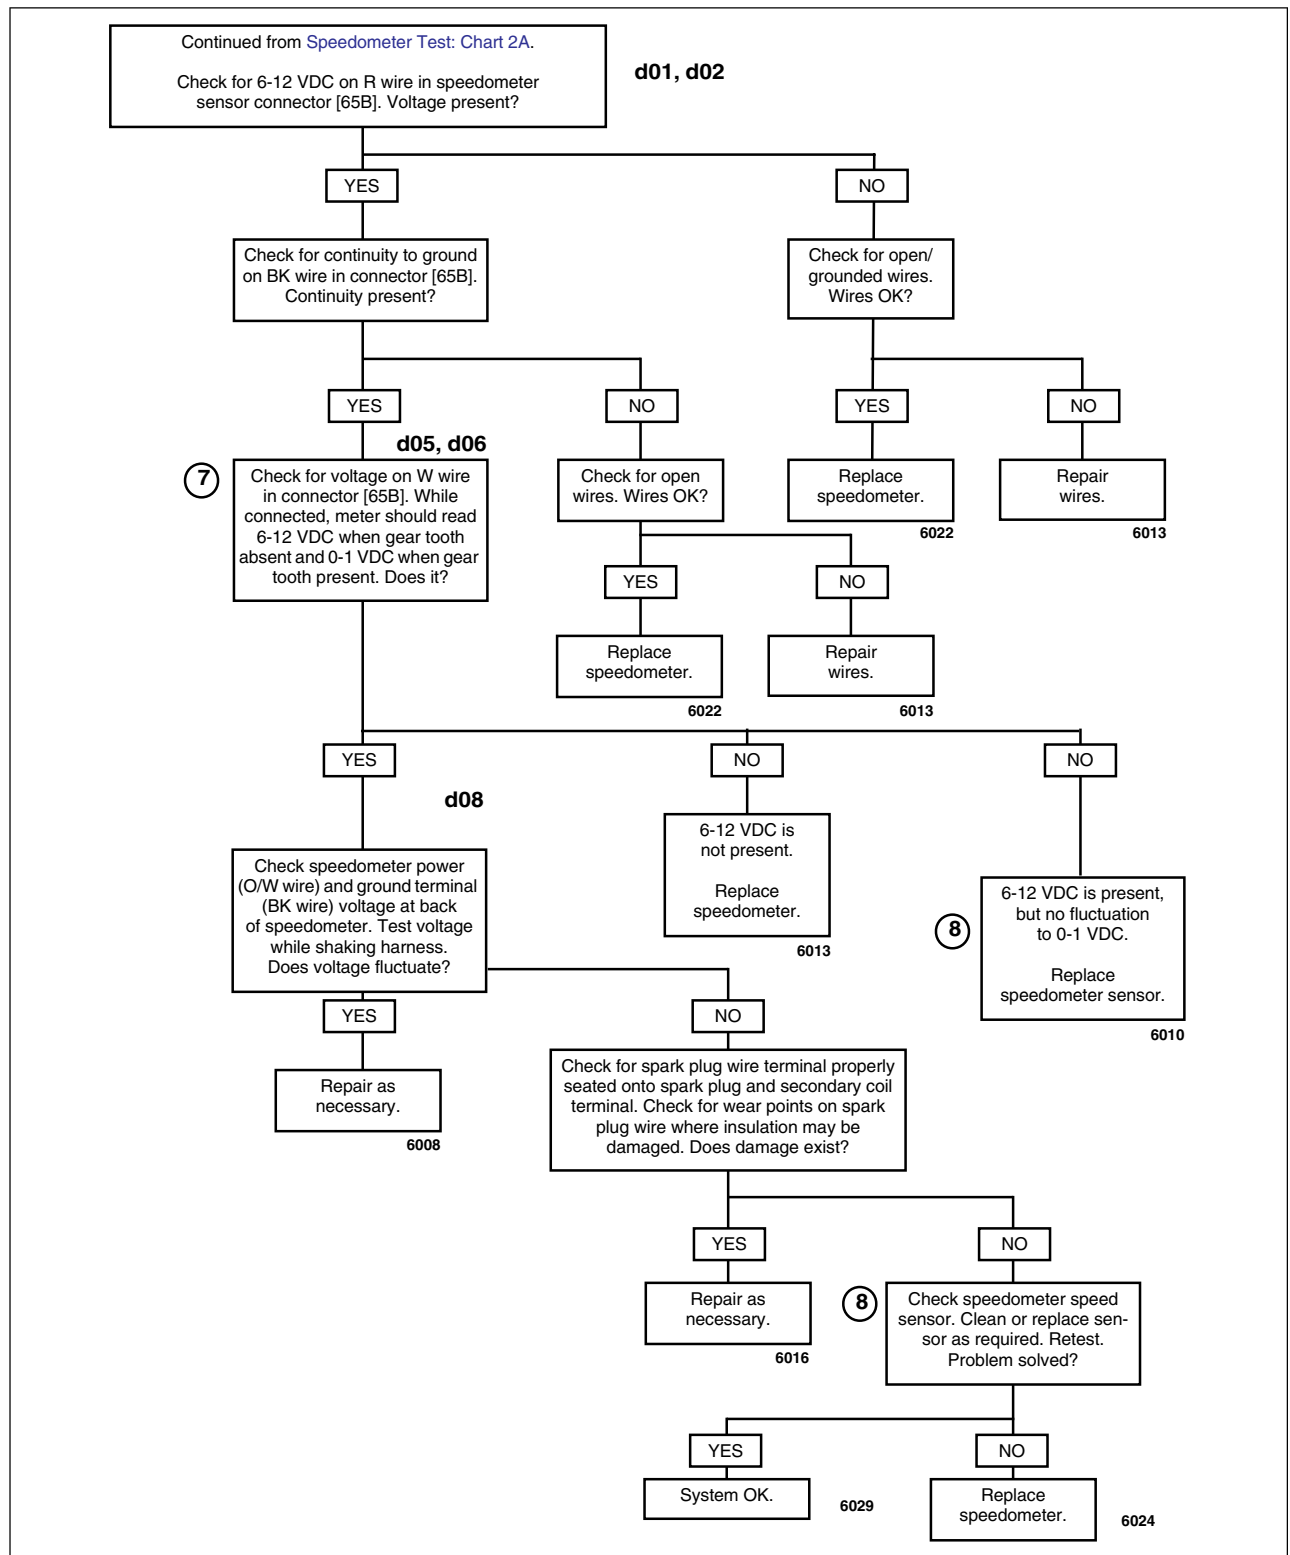 Continued from Speedometer Test: Chart 2A.
Check for 6-12 VDC on R wire in speedometer
sensor connector [65B]. Voltage present?
d01, d02
YES
NO
Check for continuity to ground
on BK wire in connector [65B].
Continuity present?
Check for open/
grounded wires.
Wires OK?
YES
NO
YES
NO
d05, d06
7
Check for voltage on W wire
in connector [65B]. While
connected, meter should read
6-12 VDC when gear tooth
absent and 0-1 VDC when gear
tooth present. Does it?
Check for open
wires. Wires OK?
Replace
speedometer.
6022
Repair
wires.
6013
YES
NO
Replace
speedometer.
6022
Repair
wires.
6013
YES
NO
NO
d08
Check speedometer power
(O/W wire) and ground terminal
(BK wire) voltage at back
of speedometer. Test voltage
while shaking harness.
Does voltage fluctuate?
6-12 VDC is
not present.
Replace
speedometer.
6013
8
6-12 VDC is present,
but no fluctuation
to 0-1 VDC.
Replace
speedometer sensor.
6010
YES
NO
Repair as
necessary.
6008
Check for spark plug wire terminal properly
seated onto spark plug and secondary coil
terminal. Check for wear points on spark
plug wire where insulation may be
damaged. Does damage exist?
YES
NO
Repair as
necessary.
6016
8
Check speedometer speed
sensor. Clean or replace sen-
sor as required. Retest.
Problem solved?
YES
NO
System OK.
6029
Replace
speedometer.
6024